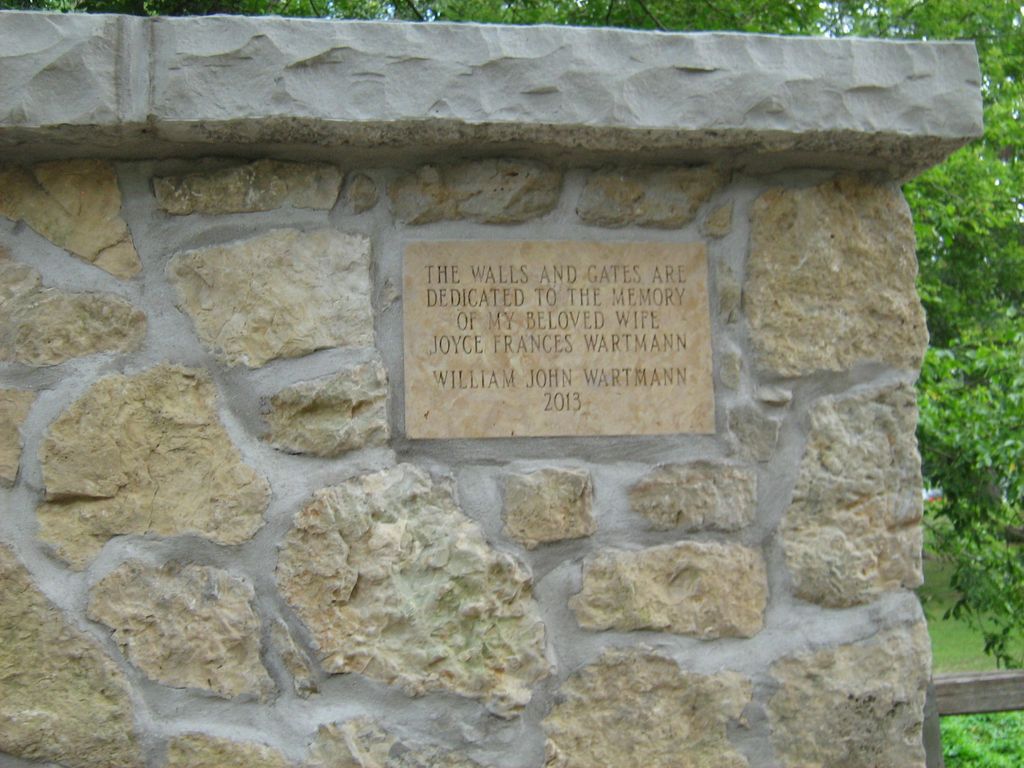 THE WALLS AND GATES ARE
DEDICATED TO THE MEMORY
OF MY BELOVED WIFE
JOYCE FRANCES WARTMANN
WILLIAM JOHN WARTMANN
2013